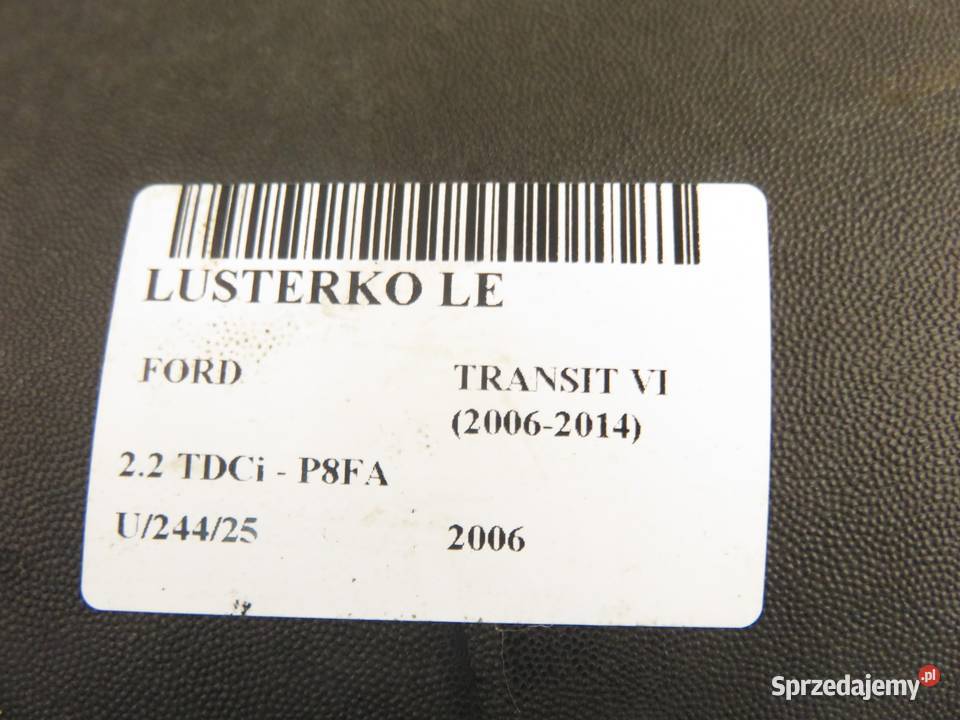 LUSTERKO LE
FORD TRANSIT VI
(2006-2014)
2.2 TDCi - P8FA
U/244/25 2006
Sprzedajemy.pl